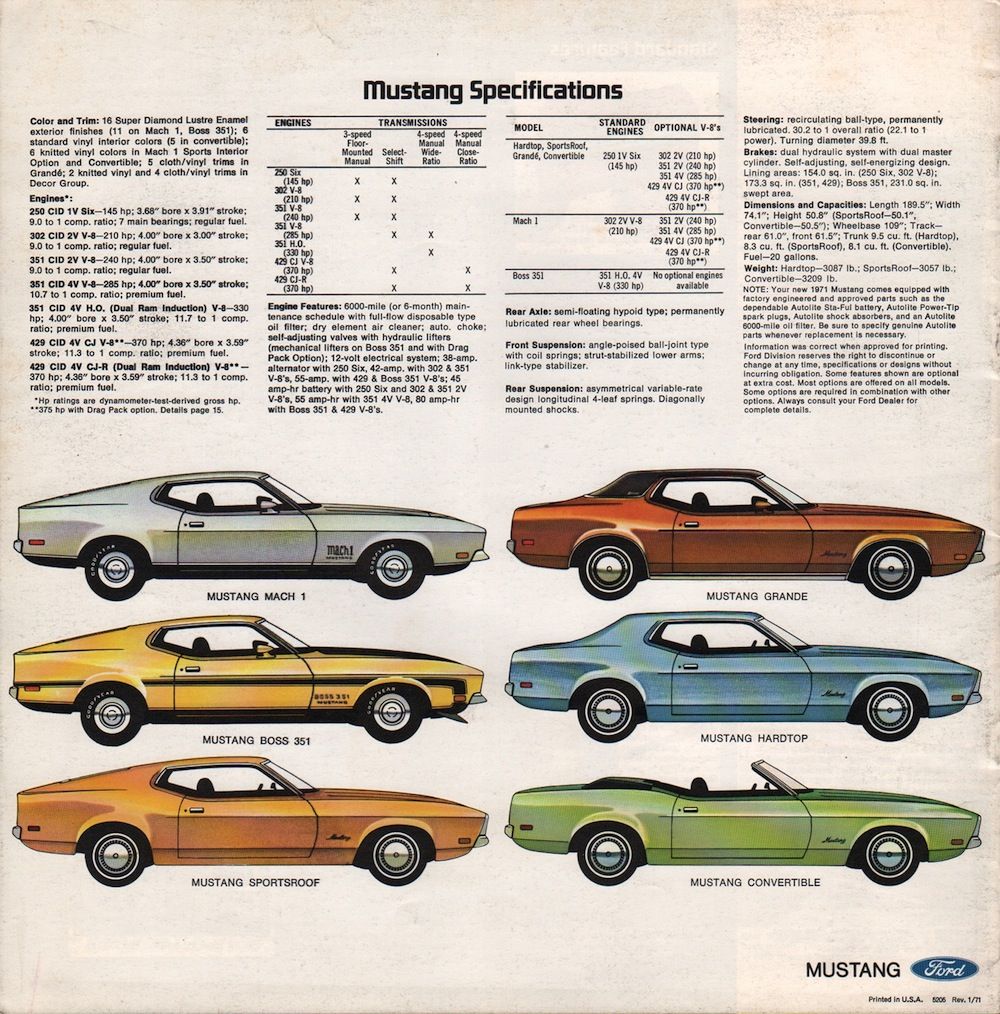 Mustang Specifications
Color and Trim: 16 Super Diamond Lustre Enamel
exterior finishes (11 on Mach 1, Boss 351); 6
standard vinyl interior colors (5 in convertible);
6 knitted vinyl colors in Mach 1 Sports Interior
Option and Convertible; 5 cloth/vinyl trims in
Grandé; 2 knitted vinyl and 4 cloth/vinyl trims in
Decor Group.
Engines*:
250 CID 1V Six—145 hp; 3.68" bore x 3.91" stroke;
9.0 to 1 comp. ratio; 7 main bearings; regular fuel.
302 CID 2V V-8—210 hp; 4.00" bore x 3.00" stroke;
9.0 to 1 comp. ratio; regular fuel.
351 CID 2V V-8—240 hp; 4.00" bore x 3.50" stroke;
9.0 to 1 comp. ratio; regular fuel.
351 CID 4V V-8—285 hp; 4.00" bore x 3.50" stroke;
10.7 to 1 comp. ratio; premium fuel.
351 CID 4V H.O. (Dual Ram Induction) V-8—330
hp; 4.00" bore x 3.50" stroke; 11.7 to 1 comp.
ratio; premium fuel.
429 CID 4V CJ V-8**—370 hp; 4.36" bore x 3.59"
stroke; 11.3 to 1 comp. ratio; premium fuel.
429 CID 4V CJ-R (Dual Ram Induction) V-8**—
370 hp; 4.36" bore x 3.59" stroke; 11.3 to 1 comp.
ratio; premium fuel.
*Hp ratings are dynamometer-test-derived gross hp.
**375 hp with Drag Pack option. Details page 15.
ENGINES TRANSMISSIONS
3-speed Floor-Mounted Manual Select-Shift 4-speed Manual Wide-Ratio 4-speed Manual Close-Ratio
250 Six
(145 hp) X X
302 V-8
(210 hp) X X
351 V-8
(240 hp) X X
351 V-8
(285 hp) X X
351 H.O.
(330 hp) X
429 CJ V-8
(370 hp) X X
429 CJ-R
(370 hp) X X
Engine Features: 6000-mile (or 6-month) main-
tenance schedule with full-flow disposable type
oil filter; dry element air cleaner; auto. choke;
self-adjusting valves with hydraulic lifters
(mechanical lifters on Boss 351 and with Drag
Pack Option); 12-volt electrical system; 38-amp.
alternator with 250 Six, 42-amp. with 302 & 351
V-8's, 55-amp. with 429 & Boss 351 V-8's; 45
amp-hr battery with 250 Six and 302 & 351 2V
V-8's, 55 amp-hr with 351 4V V-8, 80 amp-hr
with Boss 351 & 429 V-8's.
MODEL STANDARD ENGINES OPTIONAL V-8's
Hardtop, SportsRoof,
Grandé, Convertible 250 1V Six 302 2V (210 hp)
(145 hp) 351 2V (240 hp)
351 4V (285 hp)
429 4V CJ (370 hp**)
429 4V CJ-R
(370 hp**)
Mach 1 302 2V V-8 351 2V (240 hp)
(210 hp) 351 4V (285 hp)
429 4V CJ (370 hp**)
429 4V CJ-R
(370 hp**)
Boss 351 351 H.O. 4V No optional engines
V-8 (330 hp) available
Rear Axle: semi-floating hypoid type; permanently
lubricated rear wheel bearings.
Front Suspension: angle-poised ball-joint type
with coil springs; strut-stabilized lower arms;
link-type stabilizer.
Rear Suspension: asymmetrical variable-rate
design longitudinal 4-leaf springs. Diagonally
mounted shocks.
Steering: recirculating ball-type, permanently
lubricated. 30.2 to 1 overall ratio (22.1 to 1
power). Turning diameter 39.8 ft.
Brakes: dual hydraulic system with dual master
cylinder. Self-adjusting, self-energizing design.
Lining areas: 154.0 sq. in. (250 Six, 302 V-8);
173.3 sq. in. (351, 429); Boss 351, 231.0 sq. in.
swept area.
Dimensions and Capacities: Length 189.5"; Width
74.1"; Height 50.8" (SportsRoof—50.1",
Convertible—50.5"); Wheelbase 109"; Track—
rear 61.0", front 61.5"; Trunk 9.5 cu. ft. (Hardtop),
8.3 cu. ft. (SportsRoof), 8.1 cu. ft. (Convertible).
Fuel—20 gallons.
Weight: Hardtop—3087 lb.; SportsRoof—3057 lb.;
Convertible—3209 lb.
NOTE: Your new 1971 Mustang comes equipped with
factory engineered and approved parts such as the
dependable Autolite Sta-Ful battery, Autolite Power-Tip
spark plugs, Autolite shock absorbers, and an Autolite
6000-mile oil filter. Be sure to specify genuine Autolite
parts whenever replacement is necessary.
Information was correct when approved for printing.
Ford Division reserves the right to discontinue or
change at any time, specifications or designs without
incurring obligation. Some features shown are optional
at extra cost. Most options are offered on all models.
Some options are required in combination with other
options. Always consult your Ford Dealer for
complete details.
GOODYEAR
mach 1
MUSTANG
GOODYEAR
MUSTANG MACH 1
Mustang
MUSTANG GRANDE
GOODYEAR
BOSS 351
MUSTANG
GOODYEAR
MUSTANG BOSS 351
Mustang
MUSTANG HARDTOP
Mustang
MUSTANG SPORTSROOF
Mustang
MUSTANG CONVERTIBLE
MUSTANG Ford
Printed in U.S.A. 5205 Rev. 1/71